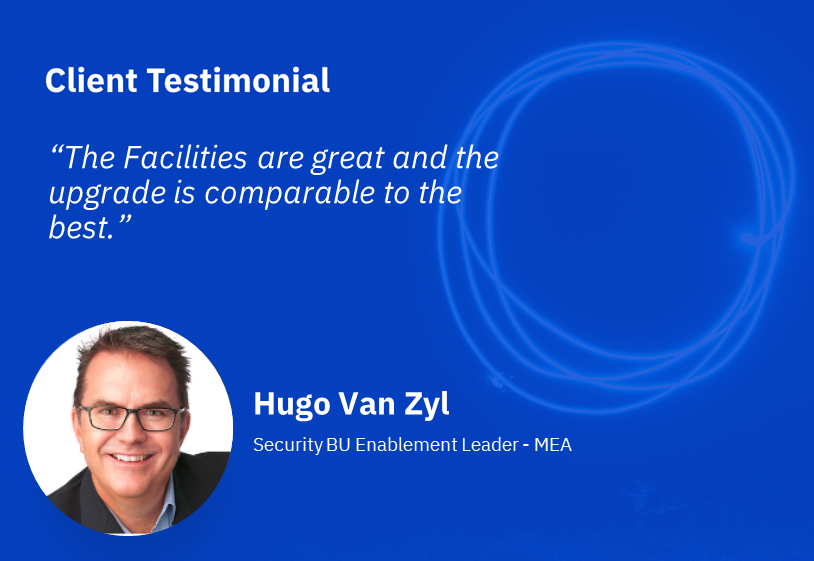 Client Testimonial
“The Facilities are great and the
upgrade is comparable to the
best.”
Hugo Van Zyl
Security BU Enablement Leader - MEA